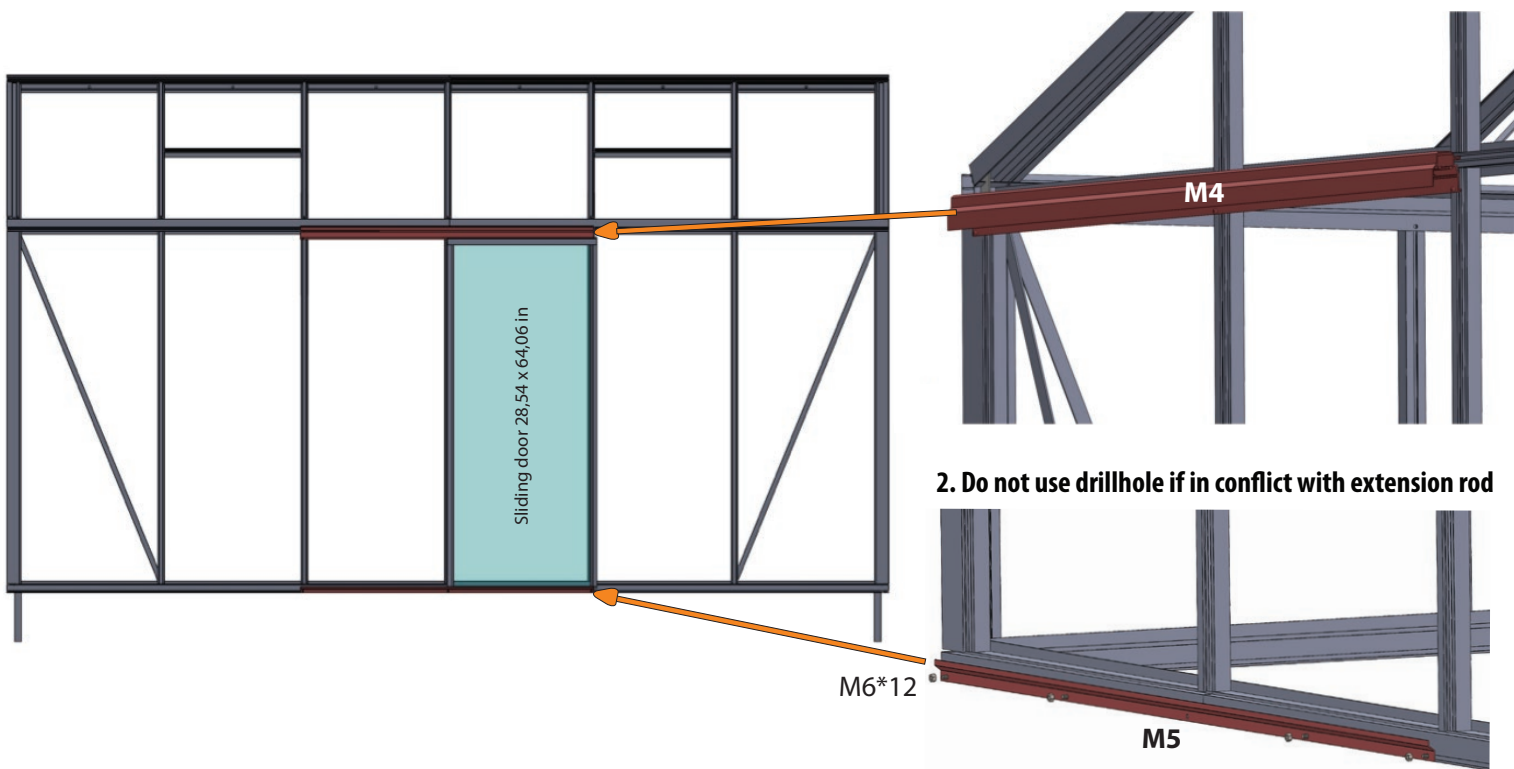 M4
Sliding door 28,54 x 64,06 in
2. Do not use drillhole if in conflict with extension rod
M6*12
M5